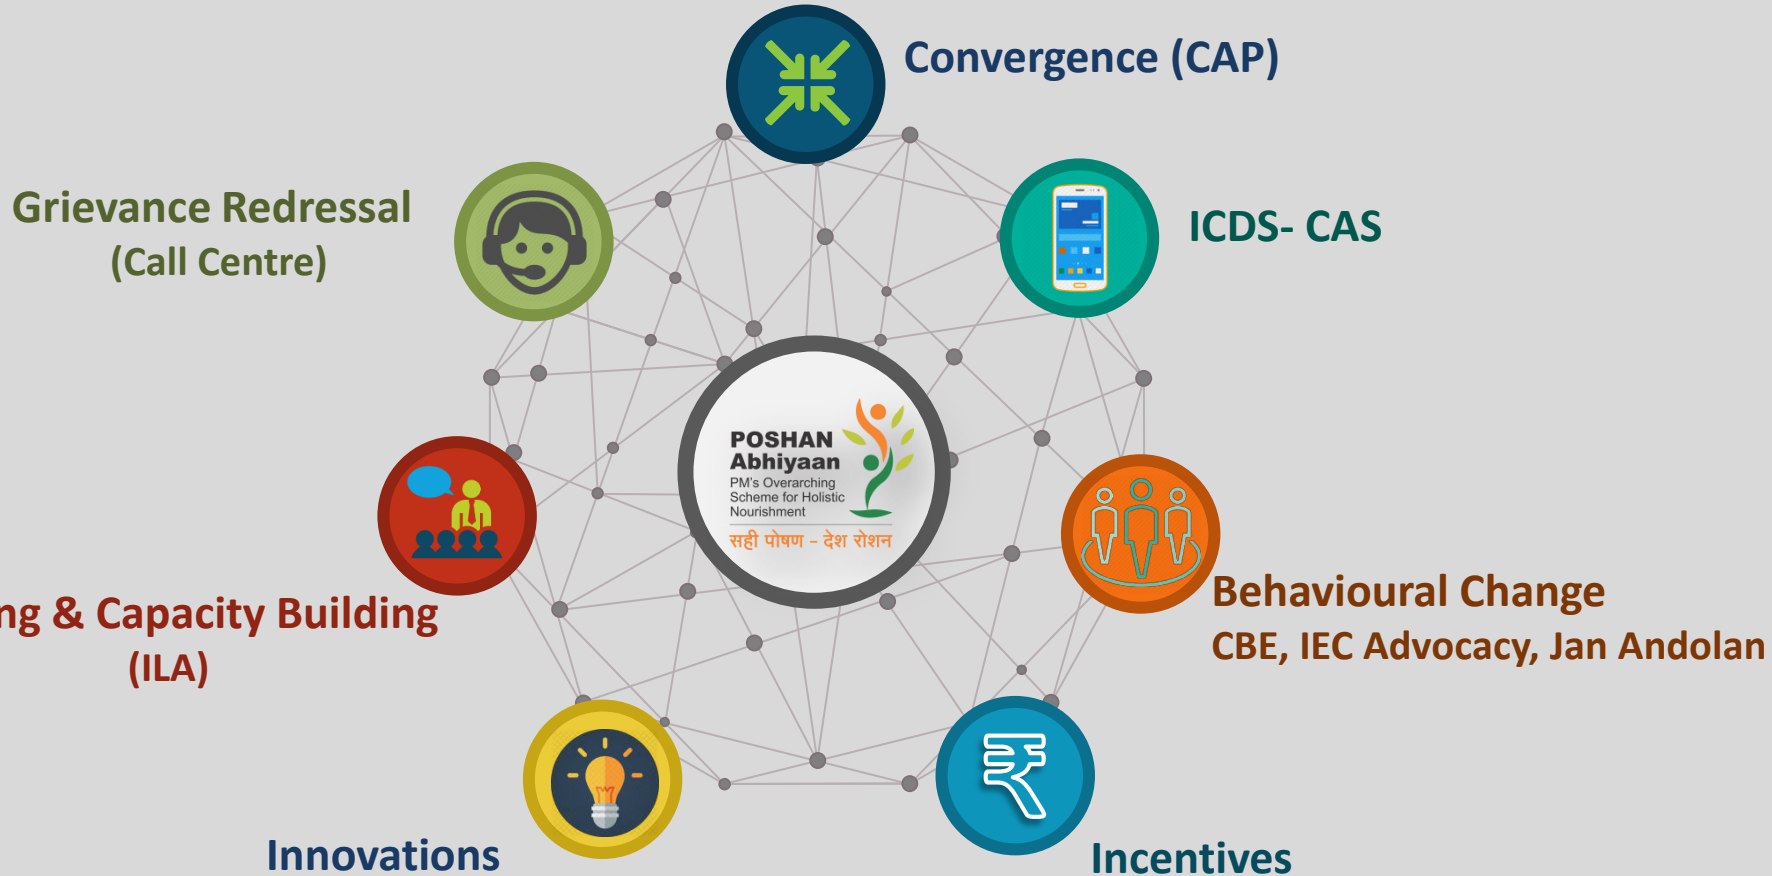 Convergence (CAP)
Grievance Redressal
(Call Centre)
ICDS- CAS
POSHAN
Abhiyaan
PM's Overarching
Scheme for Holistic
Nourishment
सही पोषण - देश रोशन
& Capacity Building
(ILA)
Behavioural Change
CBE, IEC Advocacy, Jan Andolan
Innovations
Incentives